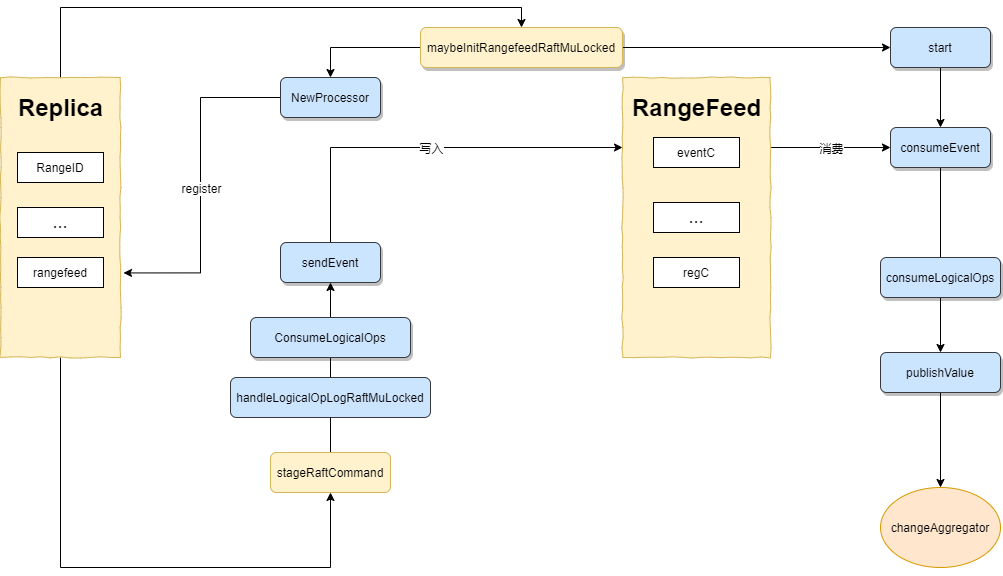 maybeInitRangefeedRaftMuLocked
start
Replica
RangeID
...
rangefeed
NewProcessor
register
写入
RangeFeed
eventC
...
regC
消费
consumeEvent
sendEvent
ConsumeLogicalOps
handleLogicalOpLogRaftMuLocked
stageRaftCommand
consumeLogicalOps
publishValue
changeAggregator